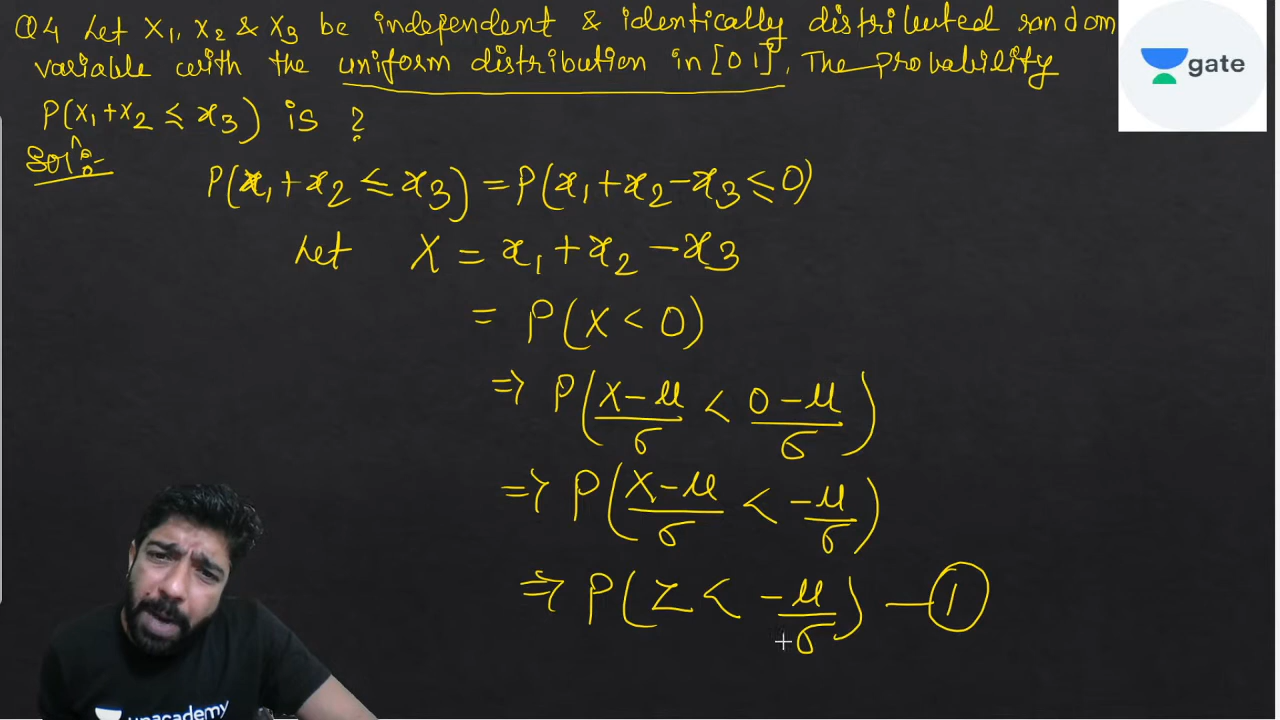 Q4 Let X1, X2 & X3 be independent & identically distributed random
variable with the uniform distribution in [0 1], The probability
P(x1+x2 ≤ x3) is ?
Solⁿ:-
P(x1+x2 ≤ x3) = P(x1+x2-x3 ≤ 0)
Let X = x1+x2-x3
= P(X < 0)
⇒ P((X-μ)/σ < (0-μ)/σ)
⇒ P((X-μ)/σ < -μ/σ)
⇒ P(Z < -μ/σ) —①
gate
unacademy